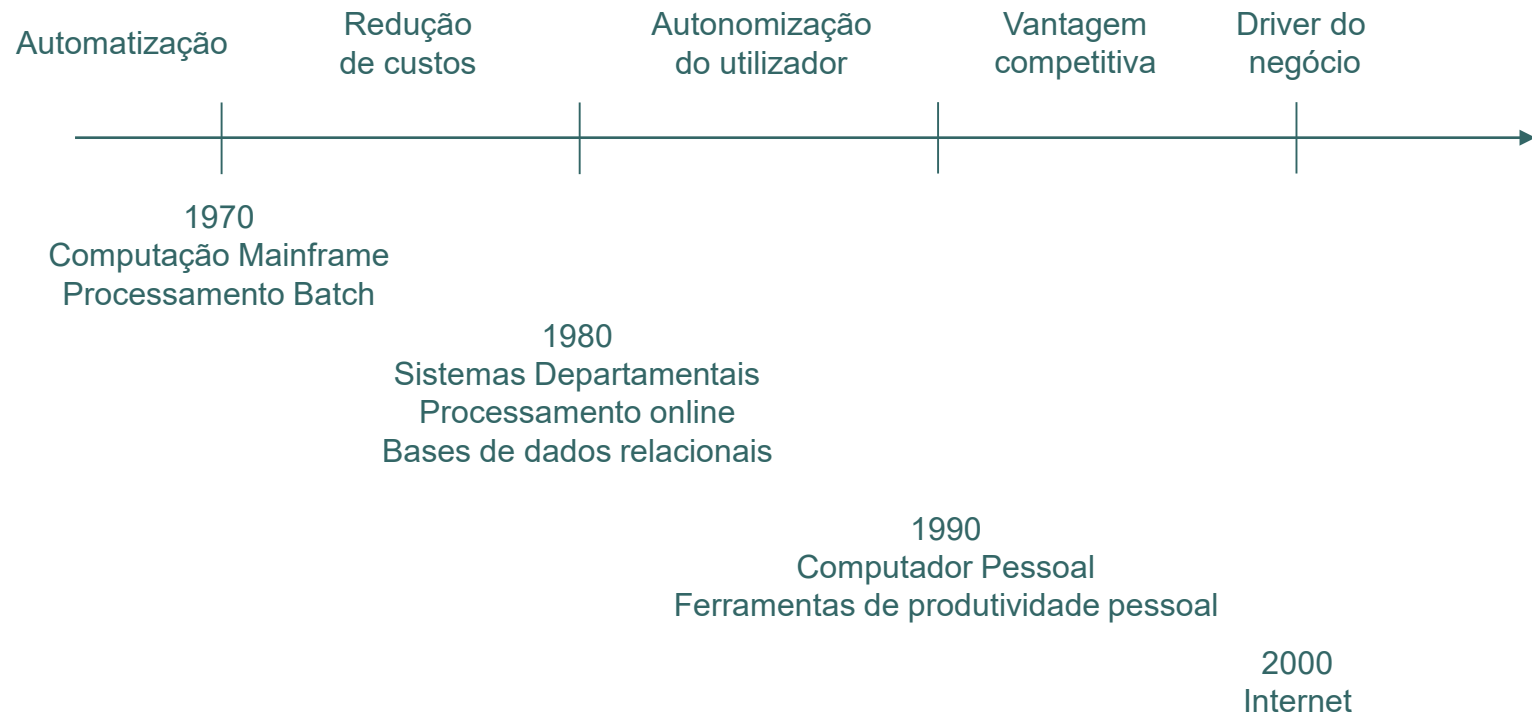 Automatização
Redução
de custos
Autonomização
do utilizador
Vantagem
competitiva
Driver do
negócio
1970
Computação Mainframe
Processamento Batch
1980
Sistemas Departamentais
Processamento online
Bases de dados relacionais
1990
Computador Pessoal
Ferramentas de produtividade pessoal
2000
Internet